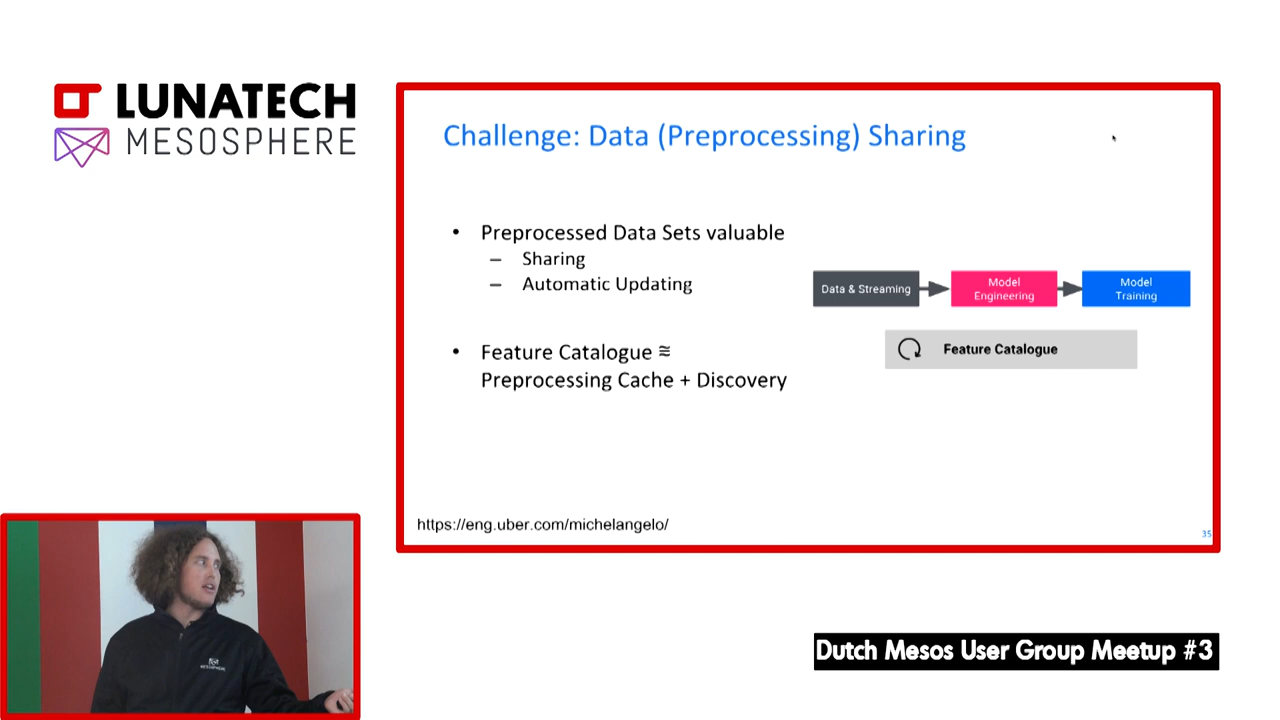 LUNATECH
MESOSPHERE
Challenge: Data (Preprocessing) Sharing
• Preprocessed Data Sets valuable
– Sharing
– Automatic Updating
• Feature Catalogue ≋
Preprocessing Cache + Discovery
Data & Streaming
Model
Engineering
Model
Training
Feature Catalogue
https://eng.uber.com/michelangelo/
35
MESOSPHERE
Dutch Mesos User Group Meetup #3